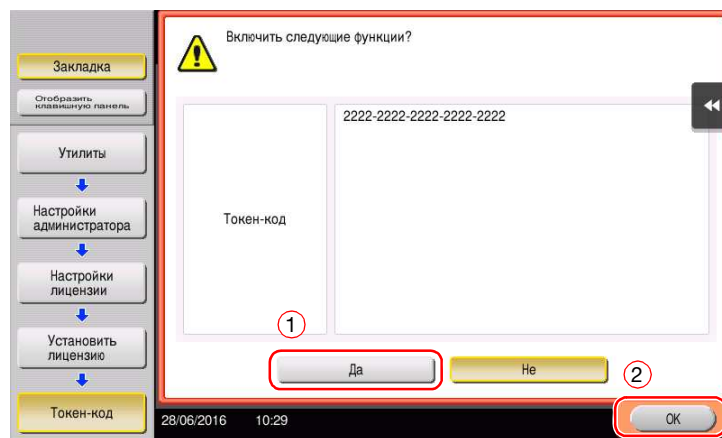 Включить следующие функции?
Закладка
Отобразить
клавишную панель
Утилиты
Настройки
администратора
Настройки
лицензии
Установить
лицензию
Токен-код
Токен-код
2222-2222-2222-2222-2222
1
Да
Не
2
28/06/2016 10:29
OK